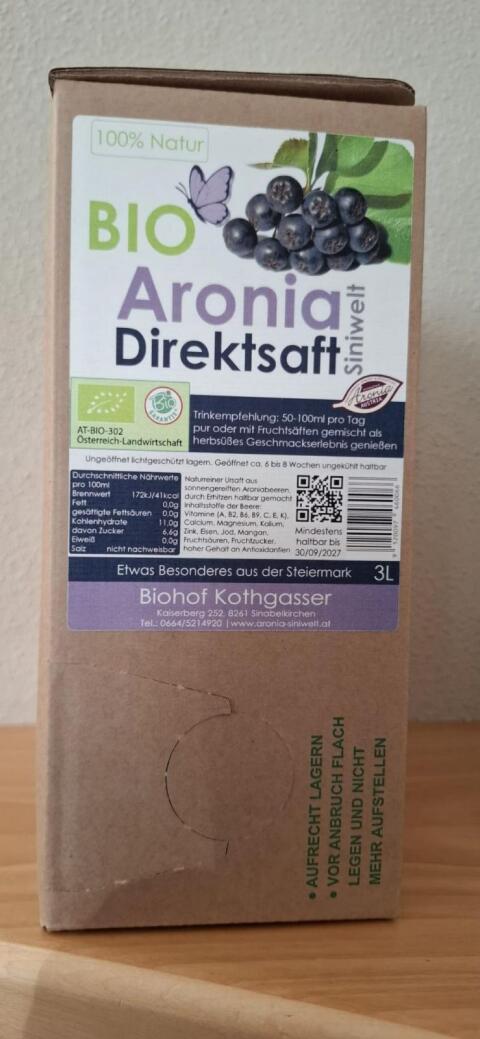 100% Natur
BIO
Aronia
Direktsaft
Siniwelt
BIO
GARANTIE
Aronia
AUSTRIA
AT-BIO-302
Österreich-Landwirtschaft
Trinkempfehlung: 50-100ml pro Tag
pur oder mit Fruchtsäften gemischt als
herbsüßes Geschmackserlebnis genießen
Ungeöffnet lichtgeschützt lagern. Geöffnet ca. 6 bis 8 Wochen ungekühlt haltbar
Durchschnittliche Nährwerte
pro 100ml
Brennwert 172kJ/41kcal
Fett 0,0g
gesättigte Fettsäuren 0,0g
Kohlenhydrate 11,0g
davon Zucker 6,6g
Eiweiß 0,0g
Salz nicht nachweisbar
Naturreiner Ursaft aus
sonnengereiften Aroniabeeren,
durch Erhitzen haltbar gemacht
Inhaltsstoffe der Beere:
Vitamine (A, B2, B6, B9, C, E, K),
Calcium, Magnesium, Kalium,
Zink, Eisen, Jod, Mangan,
Fruchtsäuren, Fruchtzucker,
hoher Gehalt an Antioxidantien
Mindestens
haltbar bis
30/09/2027
Etwas Besonderes aus der Steiermark 3L
Biohof Kothgasser
Kaiserberg 252, 8261 Sinabelkirchen
Tel.: 0664/5214920 | www.aronia-siniwelt.at
• AUFRECHT LAGERN
• VOR ANBRUCH FLACH
LEGEN UND NICHT
MEHR AUFSTELLEN